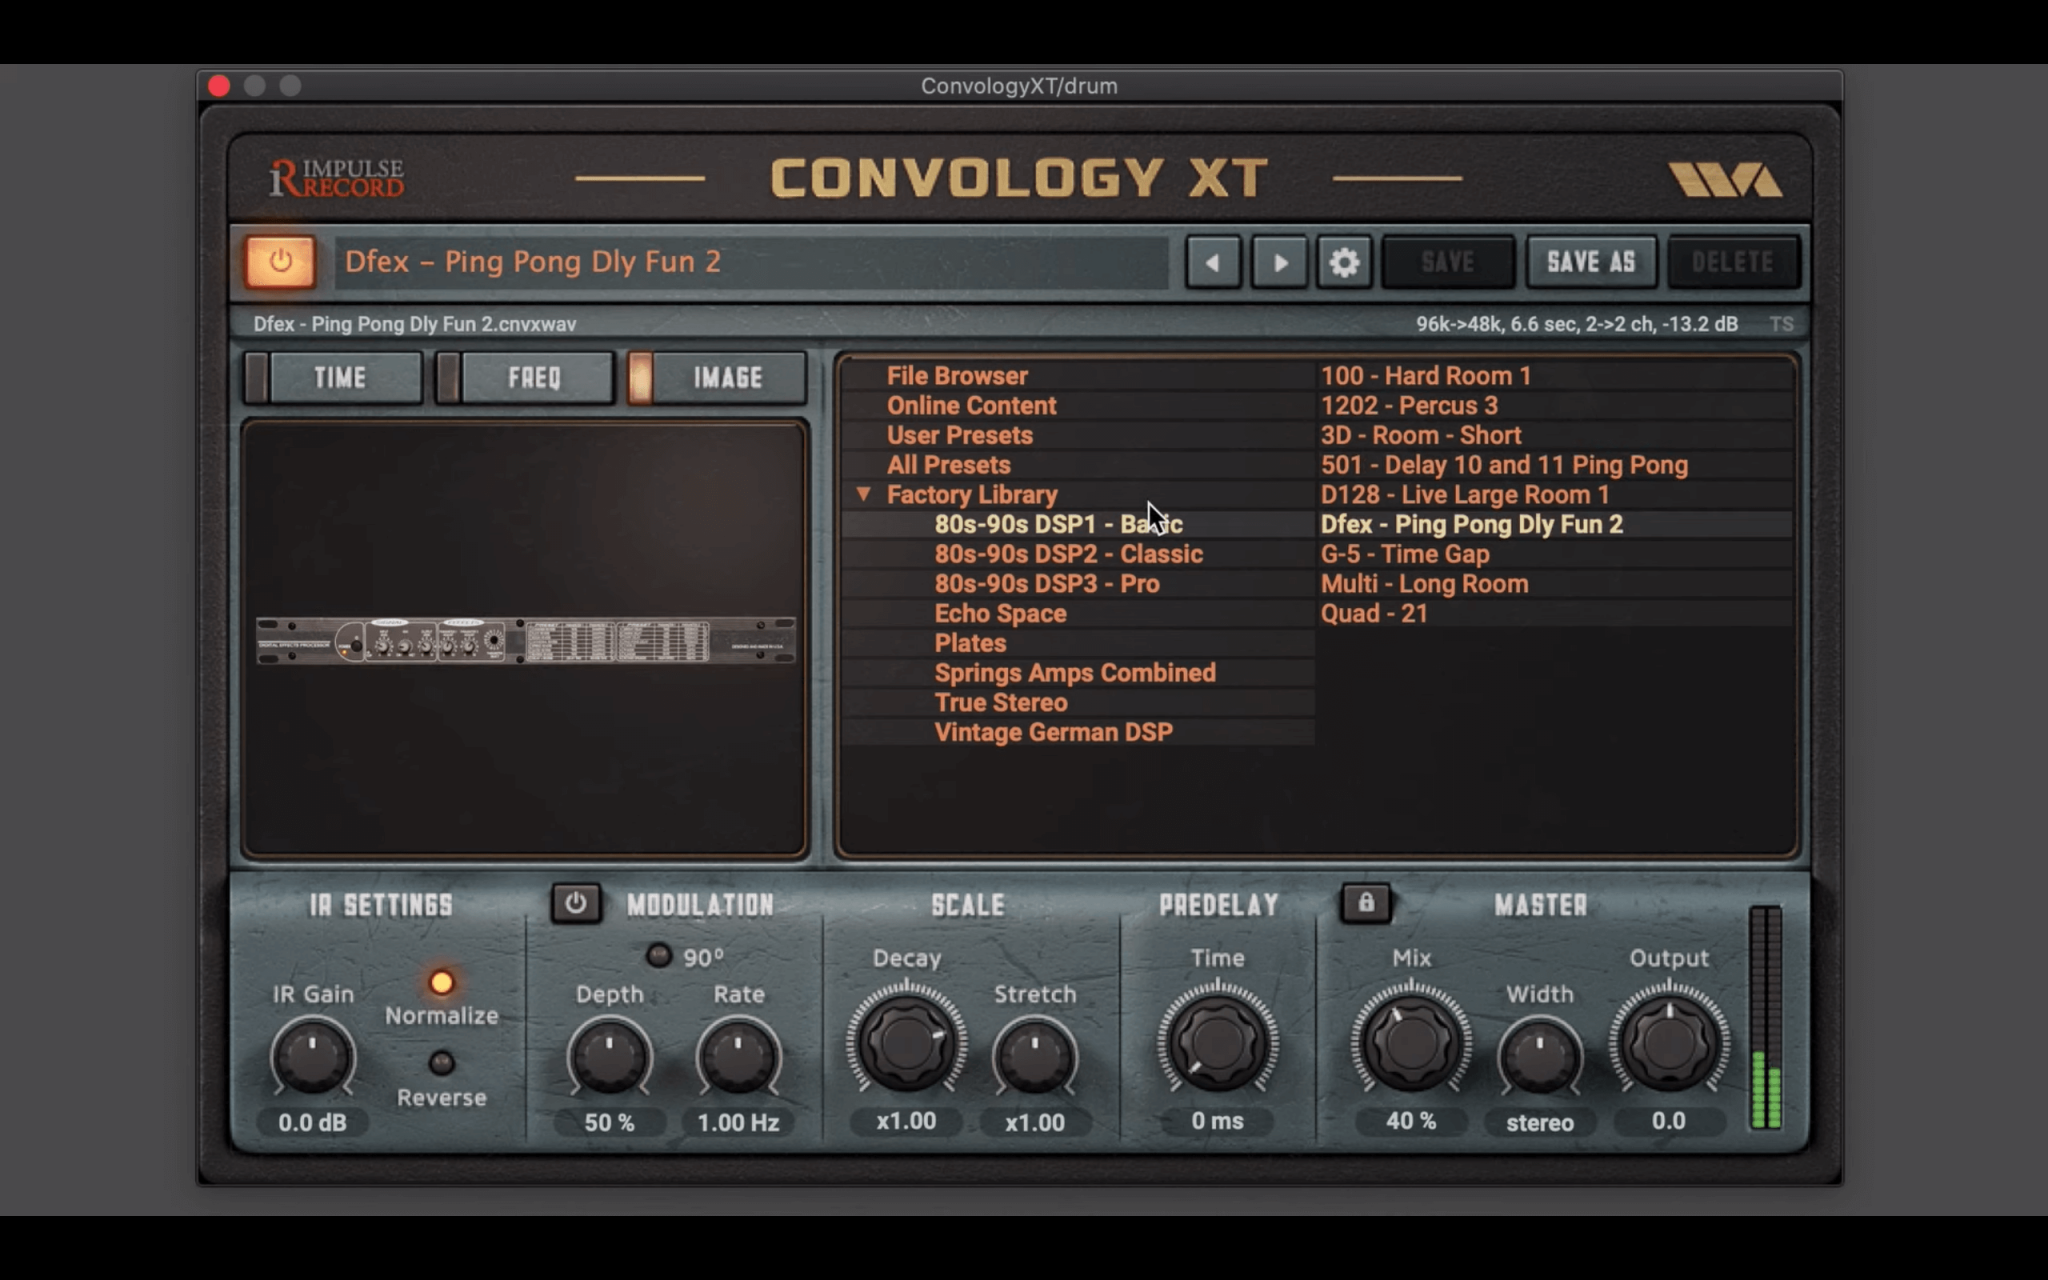 ConvologyXT/drum
IMPULSE
RECORD
CONVOLOGY XT
Dfex – Ping Pong Dly Fun 2
SAVE
SAVE AS
DELETE
Dfex - Ping Pong Dly Fun 2.cnvxwav
96k->48k, 6.6 sec, 2->2 ch, -13.2 dB
TS
TIME
FREQ
IMAGE
File Browser
Online Content
User Presets
All Presets
Factory Library
80s-90s DSP1 - Basic
80s-90s DSP2 - Classic
80s-90s DSP3 - Pro
Echo Space
Plates
Springs Amps Combined
True Stereo
Vintage German DSP
100 - Hard Room 1
1202 - Percus 3
3D - Room - Short
501 - Delay 10 and 11 Ping Pong
D128 - Live Large Room 1
Dfex - Ping Pong Dly Fun 2
G-5 - Time Gap
Multi - Long Room
Quad - 21
DIGITAL EFFECTS PROCESSOR
IR SETTINGS
IR Gain
0.0 dB
Normalize
Reverse
MODULATION
90º
Depth
50 %
Rate
1.00 Hz
SCALE
Decay
x1.00
Stretch
x1.00
PREDELAY
Time
0 ms
MASTER
Mix
40 %
Width
stereo
Output
0.0